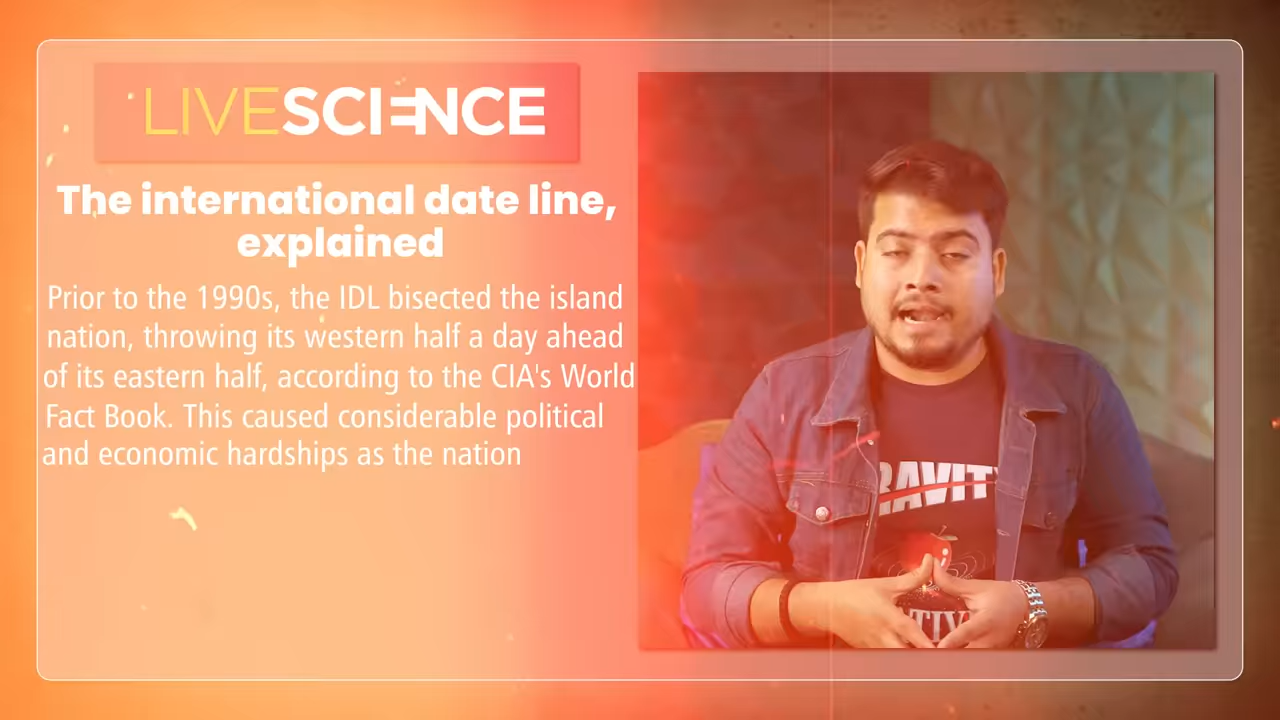 LIVESCIENCE
The international date line,
explained
Prior to the 1990s, the IDL bisected the island
nation, throwing its western half a day ahead
of its eastern half, according to the CIA's World
Fact Book. This caused considerable political
and economic hardships as the nation
RAVIT
TIV